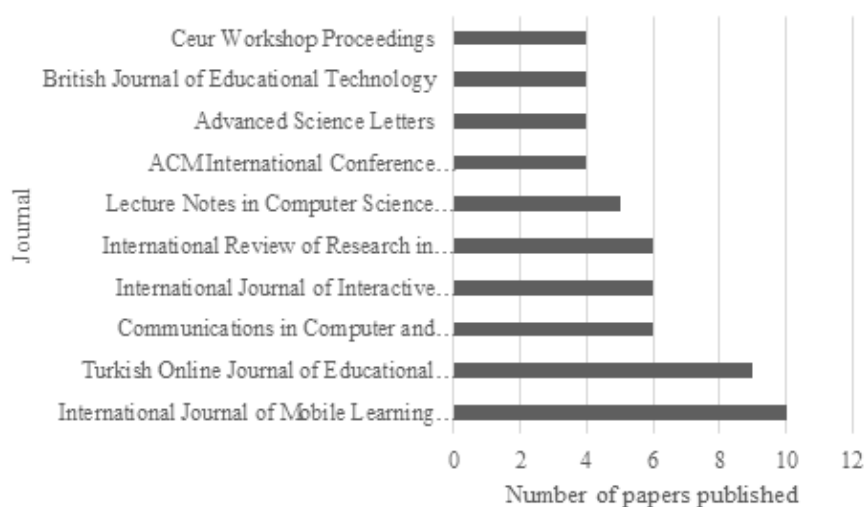 Ceur Workshop Proceedings
British Journal of Educational Technology
Advanced Science Letters
ACM International Conference…
Lecture Notes in Computer Science…
International Review of Research in…
International Journal of Interactive…
Communications in Computer and…
Turkish Online Journal of Educational…
International Journal of Mobile Learning…
Journal
0 2 4 6 8 10 12
Number of papers published